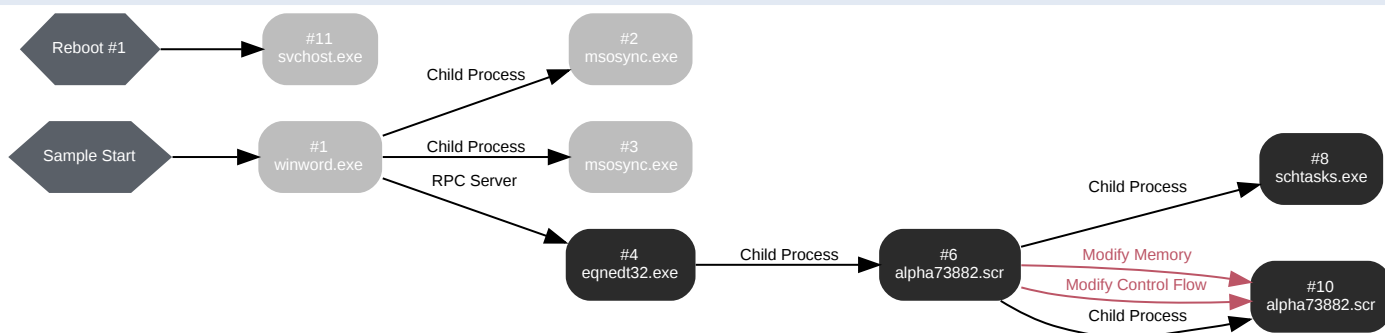 Reboot #1
#11
svchost.exe
#2
msosync.exe
Child Process
Sample Start
#1
winword.exe
Child Process
#3
msosync.exe
RPC Server
#8
schtasks.exe
Child Process
#4
eqnedt32.exe
Child Process
#6
alpha73882.scr
Modify Memory
Modify Control Flow
Child Process
#10
alpha73882.scr